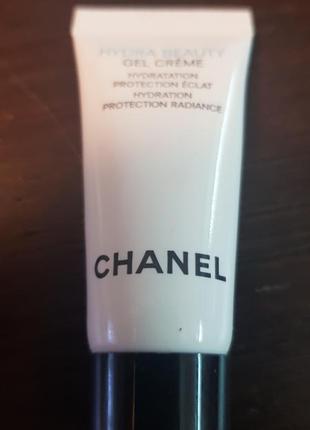 HYDRA BEAUTY
GEL CRÈME
HYDRATATION
PROTECTION ÉCLAT
HYDRATION
PROTECTION RADIANCE
CHANEL